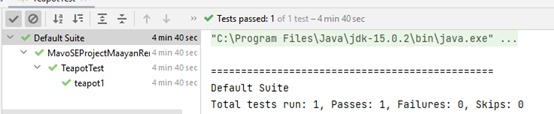 TeapotTest
Tests passed: 1 of 1 test – 4 min 40 sec
Default Suite 4 min 40 sec
MavoSEProjectMaayanRe 4 min 40 sec
TeapotTest 4 min 40 sec
teapot1 4 min 40 sec
"C:\Program Files\Java\jdk-15.0.2\bin\java.exe" ...
===============================================
Default Suite
Total tests run: 1, Passes: 1, Failures: 0, Skips: 0